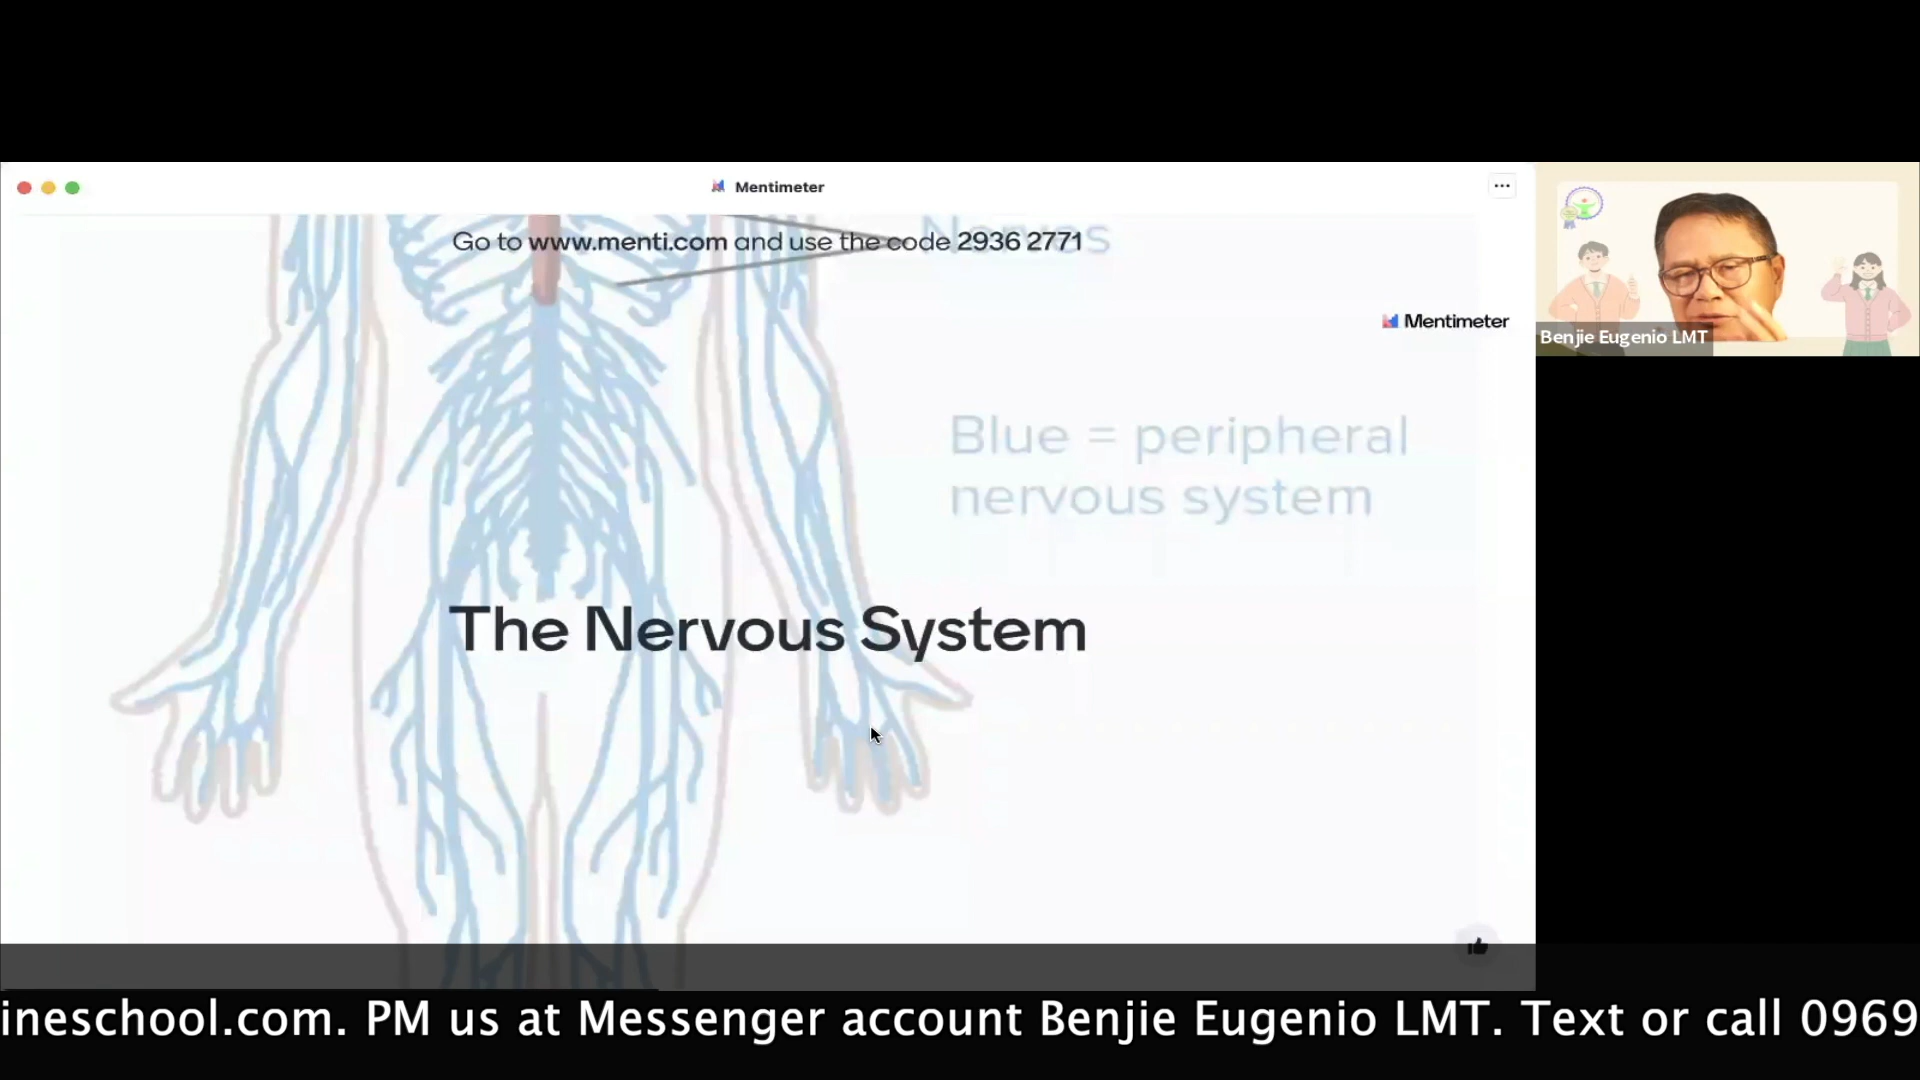 Mentimeter
Nerves
Go to www.menti.com and use the code 2936 2771
Mentimeter
Benjie Eugenio LMT
Blue = peripheral
nervous system
The Nervous System
ineschool.com. PM us at Messenger account Benjie Eugenio LMT. Text or call 0969